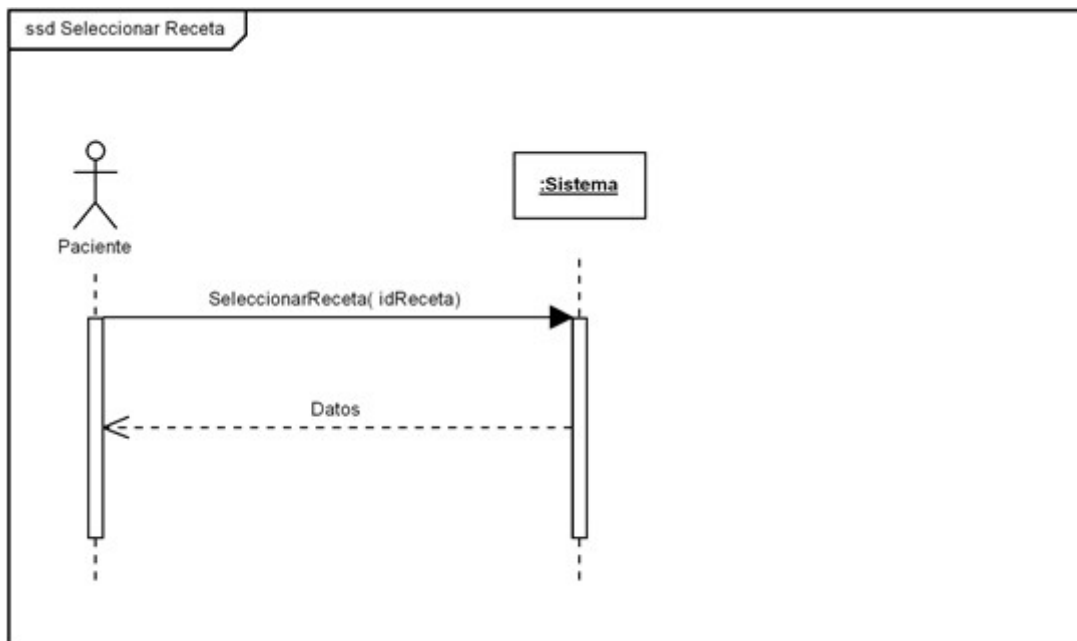 ssd Seleccionar Receta
:Sistema
Paciente
SeleccionarReceta( idReceta)
Datos